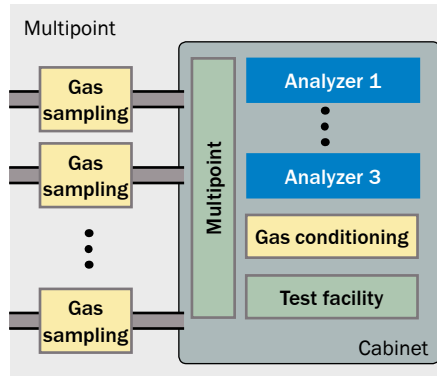 Multipoint
Gas
sampling
Gas
sampling
Gas
sampling
Multipoint
Analyzer 1
Analyzer 3
Gas conditioning
Test facility
Cabinet